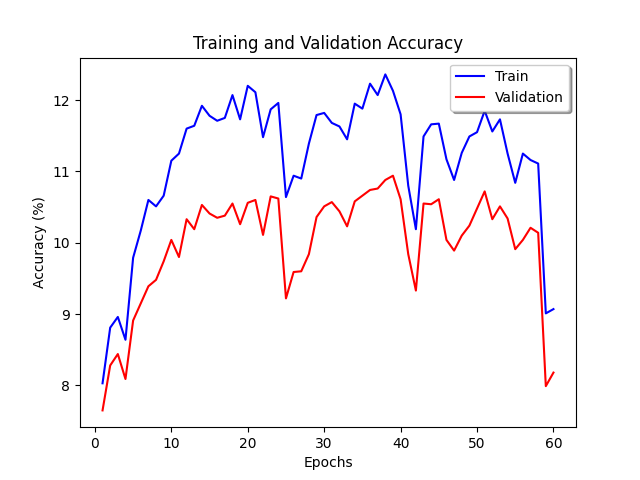 Training and Validation Accuracy
Train
Validation
12
11
10
9
8
Accuracy (%)
0 10 20 30 40 50 60
Epochs